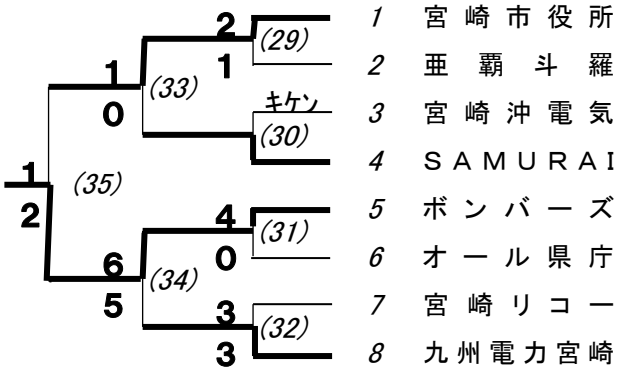 2 (29) 1 宮崎市役所
1 2 亜覇斗羅
1 (33)
0 キケン 3 宮崎沖電気
(30)
4 SAMURAI
1 (35)
2 4 5 ボンバーズ
(31)
6 0 6 オール県庁
(34)
5 3 7 宮崎リコー
(32)
3 8 九州電力宮崎